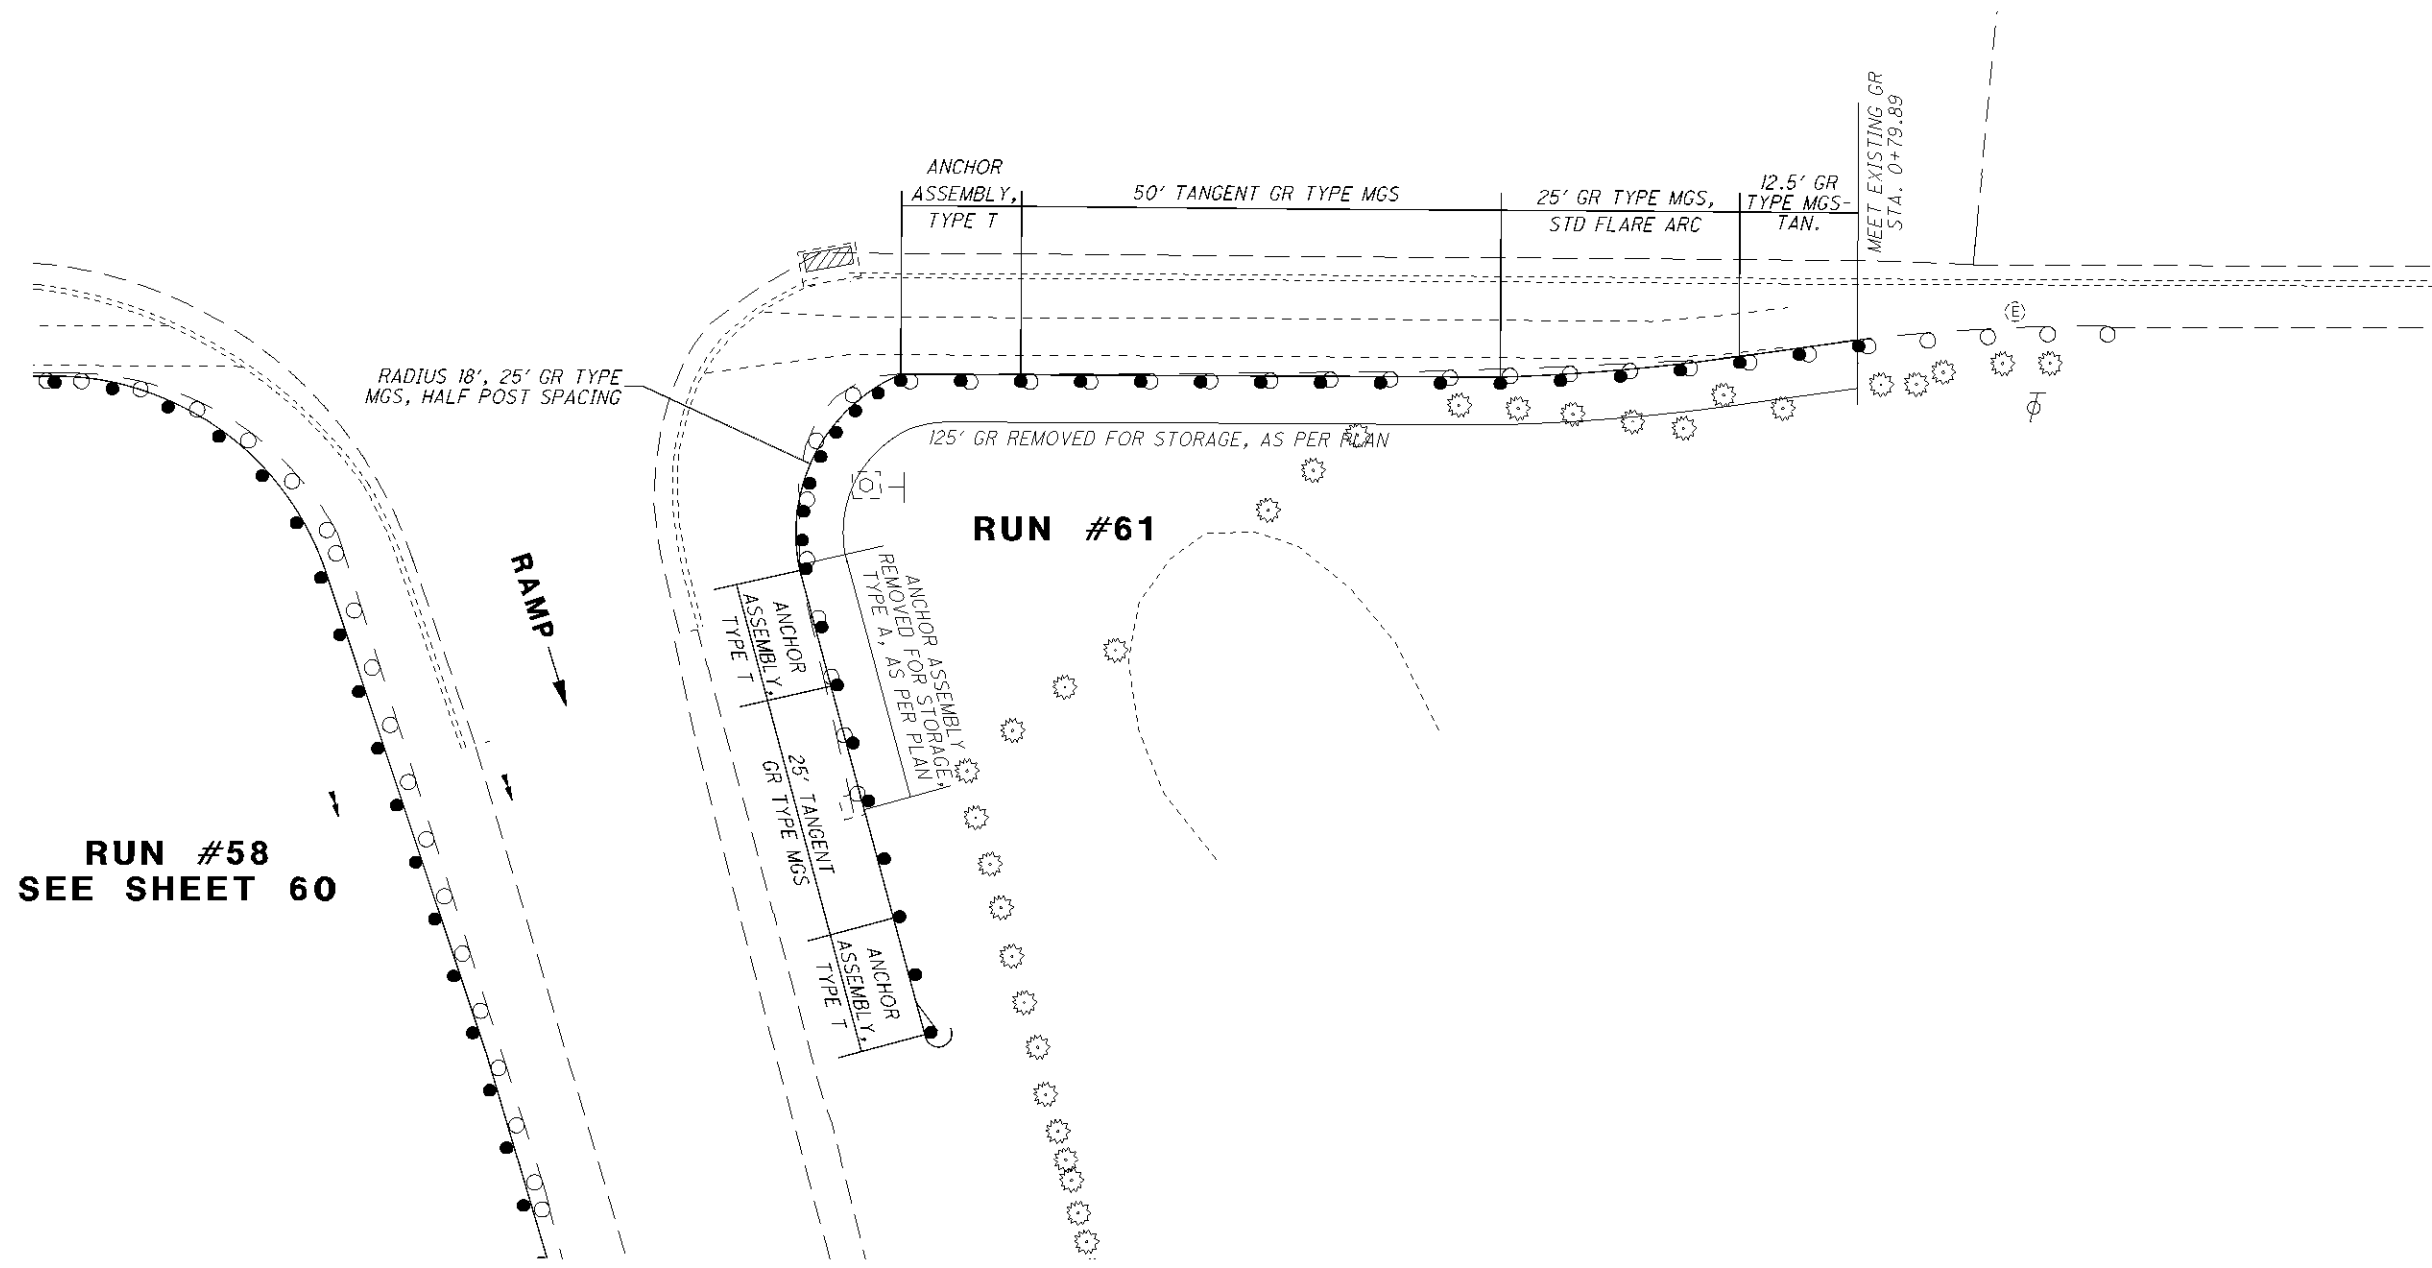 ANCHOR
ASSEMBLY,
TYPE T
50' TANGENT GR TYPE MGS
25' GR TYPE MGS,
STD FLARE ARC
12.5' GR
TYPE MGS-
TAN.
MEET EXISTING GR
STA. 0+79.89
E
RADIUS 18', 25' GR TYPE
MGS, HALF POST SPACING
125' GR REMOVED FOR STORAGE, AS PER PLAN
RUN #61
RAMP
ANCHOR
ASSEMBLY,
TYPE T
ANCHOR ASSEMBLY
REMOVED FOR STORAGE,
TYPE A, AS PER PLAN
25' TANGENT
GR TYPE MGS
ANCHOR
ASSEMBLY,
TYPE T
RUN #58
SEE SHEET 60